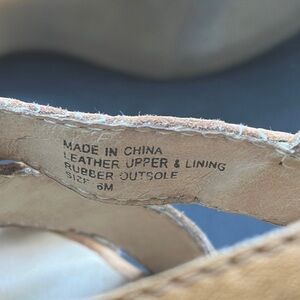 MADE IN CHINA
LEATHER UPPER & LINING
RUBBER OUTSOLE
SIZE 6M